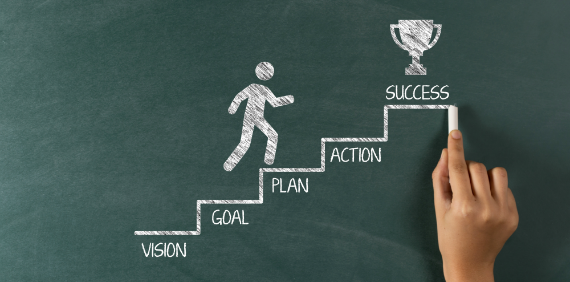 VISION
GOAL
PLAN
ACTION
SUCCESS